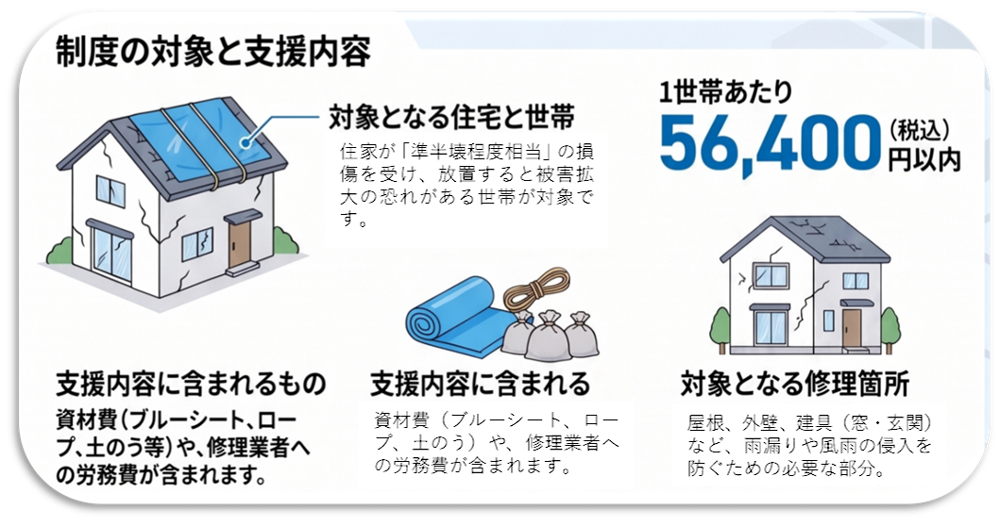 制度の対象と支援内容
対象となる住宅と世帯
住家が「準半壊程度相当」の損
傷を受け、放置すると被害拡
大の恐れがある世帯が対象で
す。
1世帯あたり
56,400(税込)円以内
支援内容に含まれるもの
資材費(ブルーシート、ロー
プ、土のう等)や、修理業者へ
の労務費が含まれます。
支援内容に含まれる
資材費（ブルーシート、ロー
プ、土のう）や、修理業者へ
の労務費が含まれます。
対象となる修理箇所
屋根、外壁、建具（窓・玄関）
など、雨漏りや風雨の侵入を
防ぐための必要な部分。